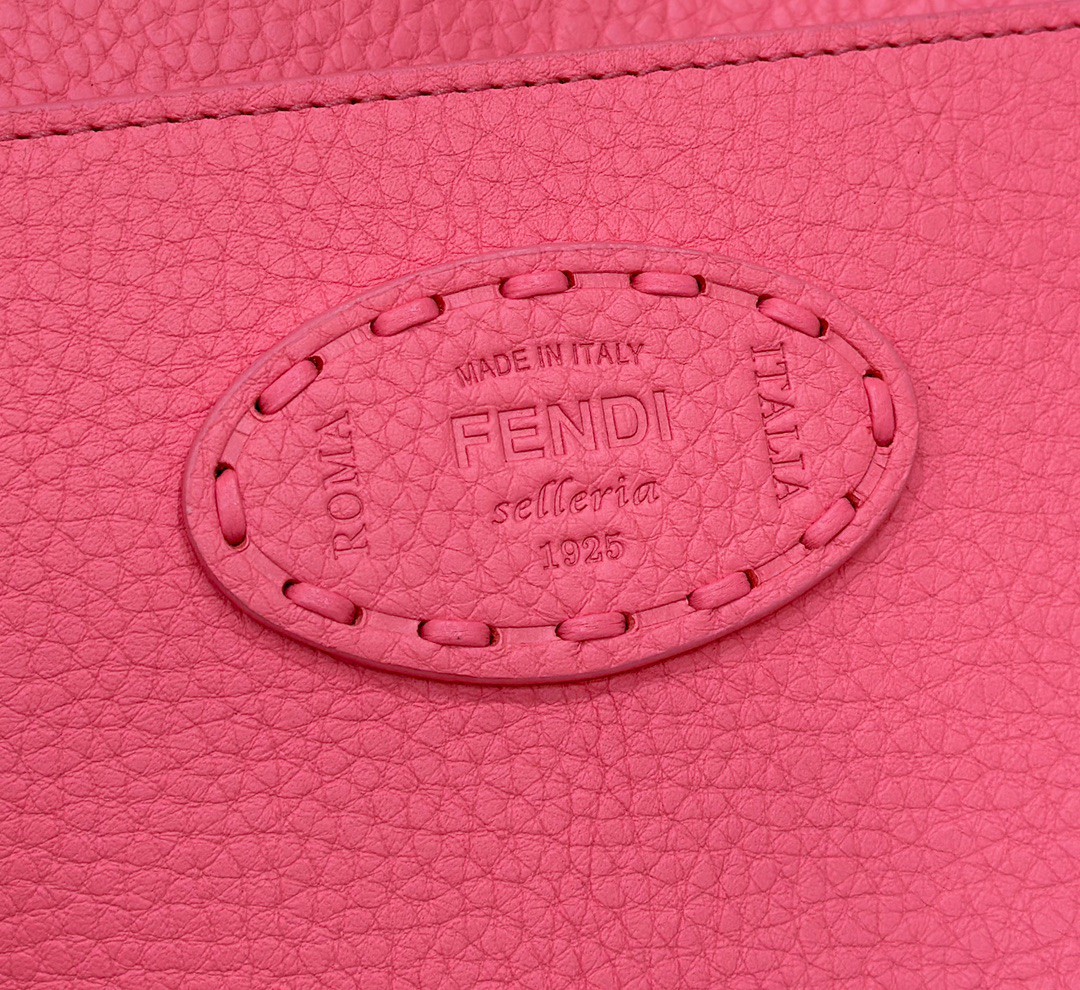 MADE IN ITALY
FENDI
selleria
1925
ROMA
ITALIA